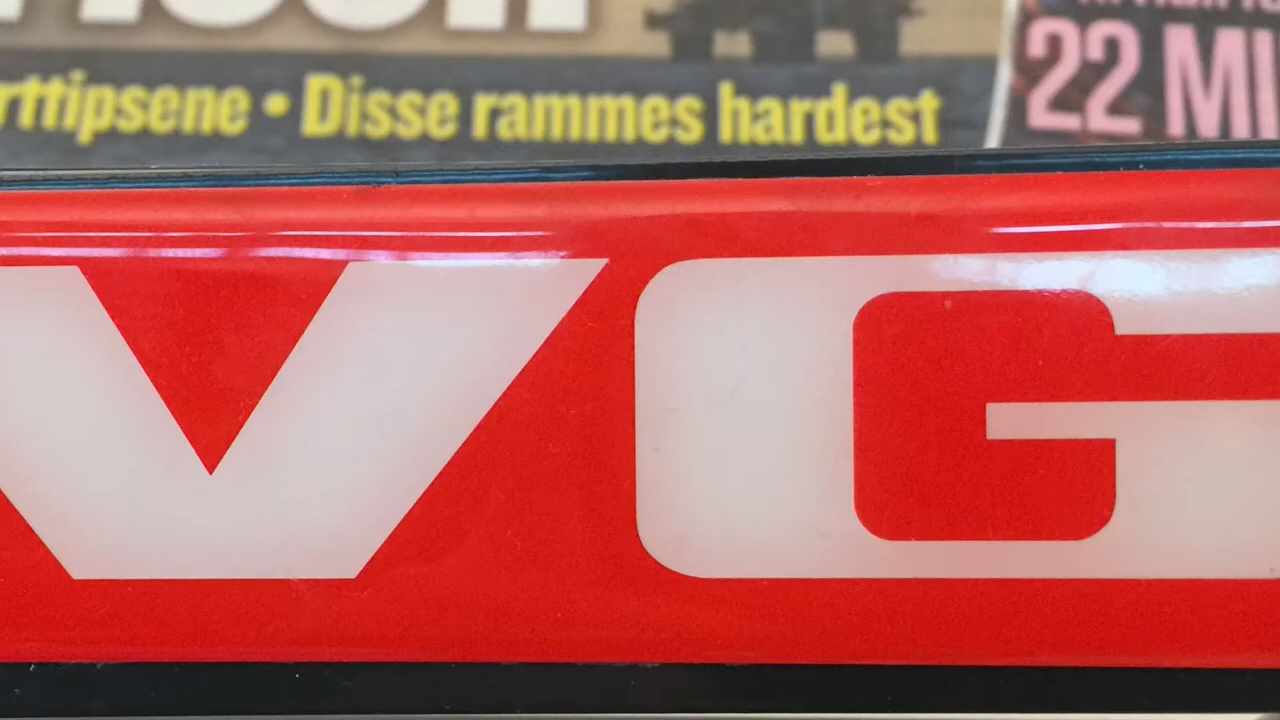 rttipsene • Disse rammes hardest
22 MI
VG